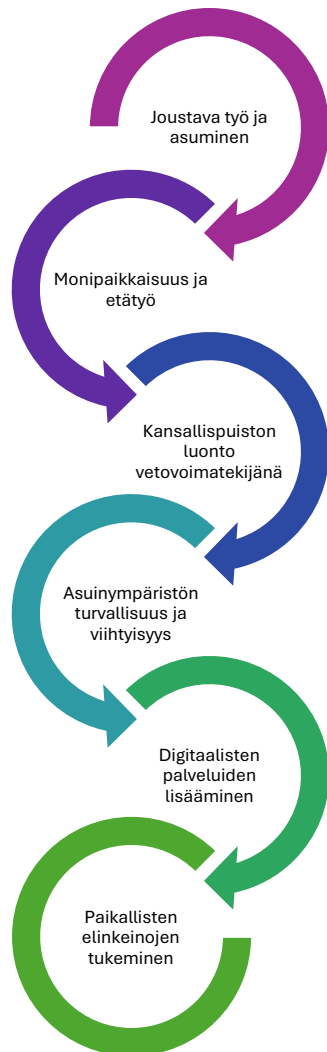 Joustava työ ja
asuminen
Monipaikkaisuus ja
etätyö
Kansallispuiston
luonto
vetovoimatekijänä
Asuinympäristön
turvallisuus ja
viihtyisyys
Digitaalisten
palveluiden
lisääminen
Paikallisten
elinkeinojen
tukeminen